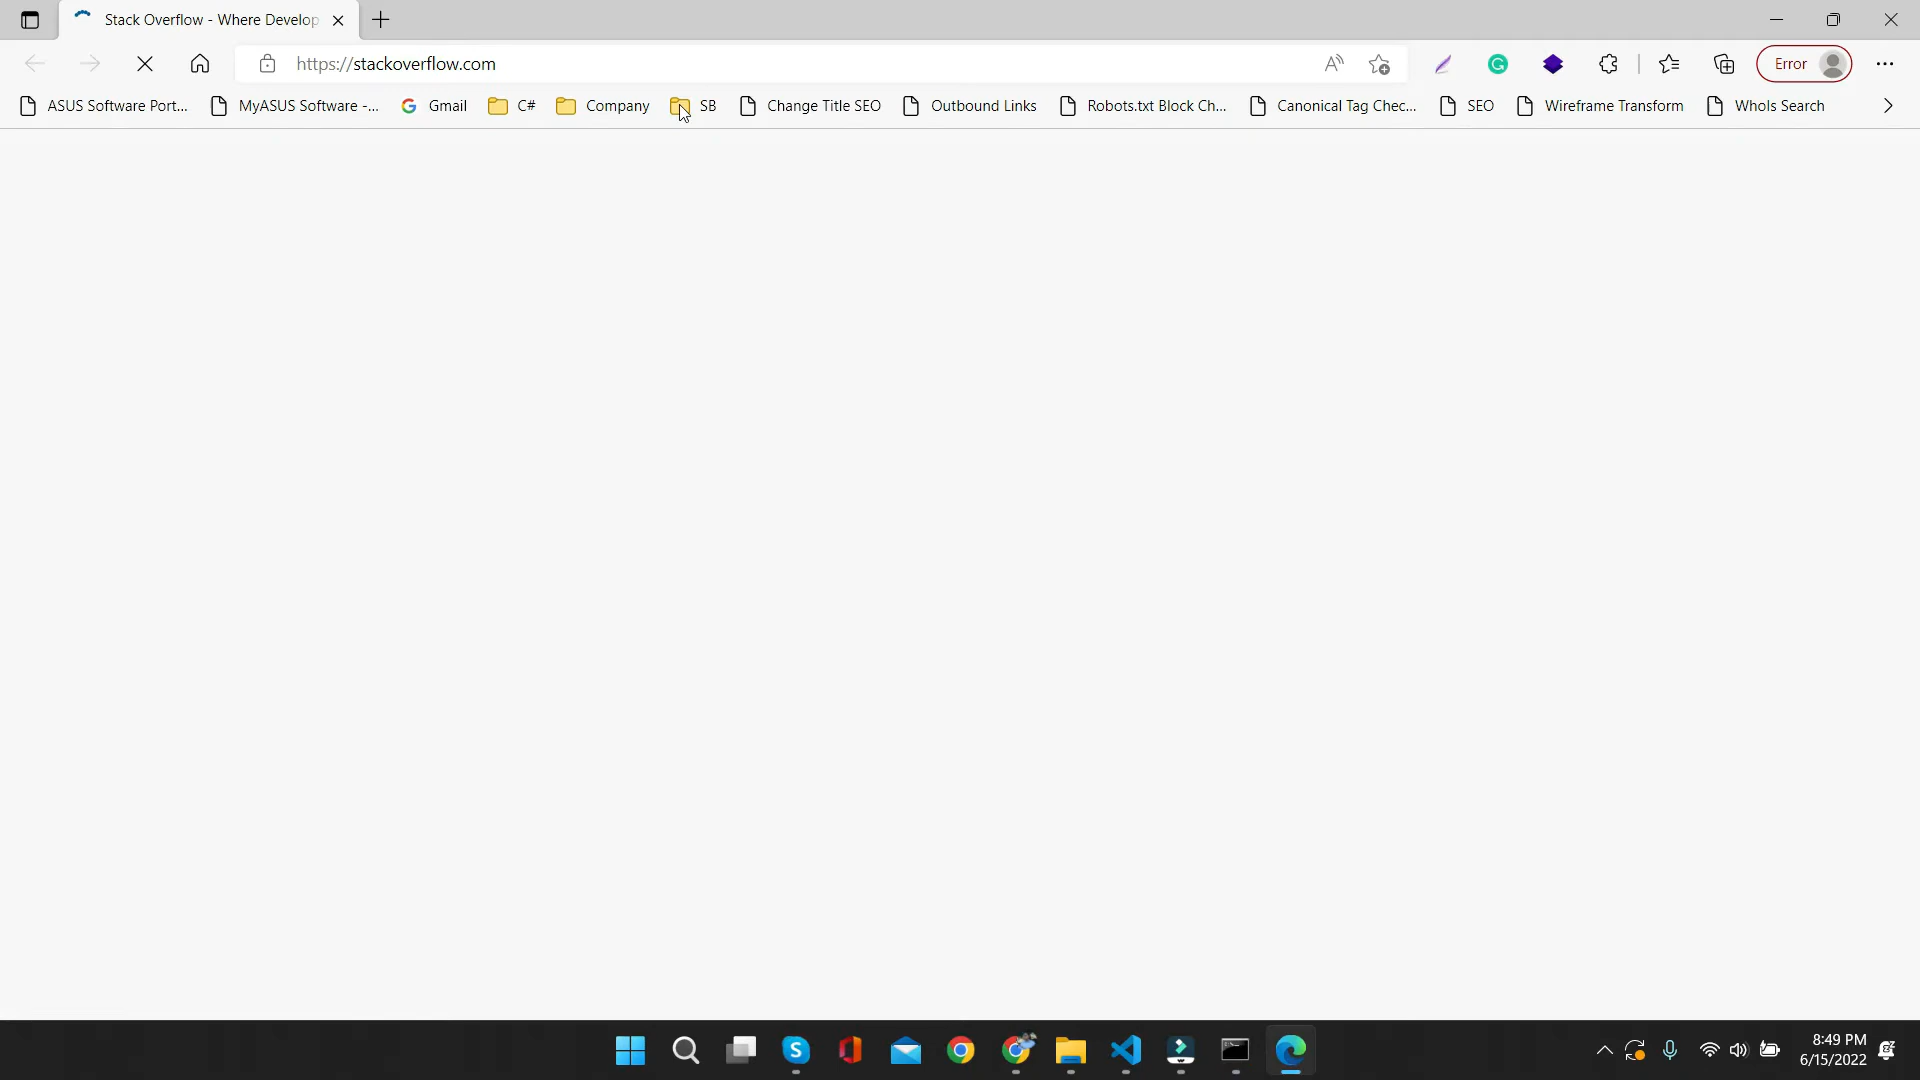 Stack Overflow - Where Develop
https://stackoverflow.com
Error
ASUS Software Port...
MyASUS Software -...
Gmail
C#
Company
SB
Change Title SEO
Outbound Links
Robots.txt Block Ch...
Canonical Tag Chec...
SEO
Wireframe Transform
WhoIs Search
8:49 PM
6/15/2022